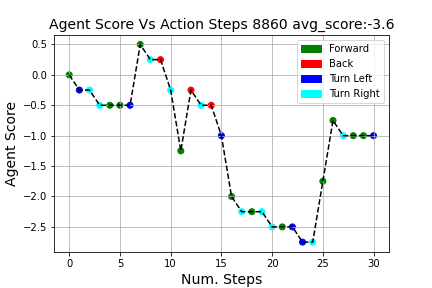 Agent Score Vs Action Steps 8860 avg_score:-3.6
Forward
Back
Turn Left
Turn Right
0.5
0.0
−0.5
−1.0
−1.5
−2.0
−2.5
Agent Score
0 5 10 15 20 25 30
Num. Steps